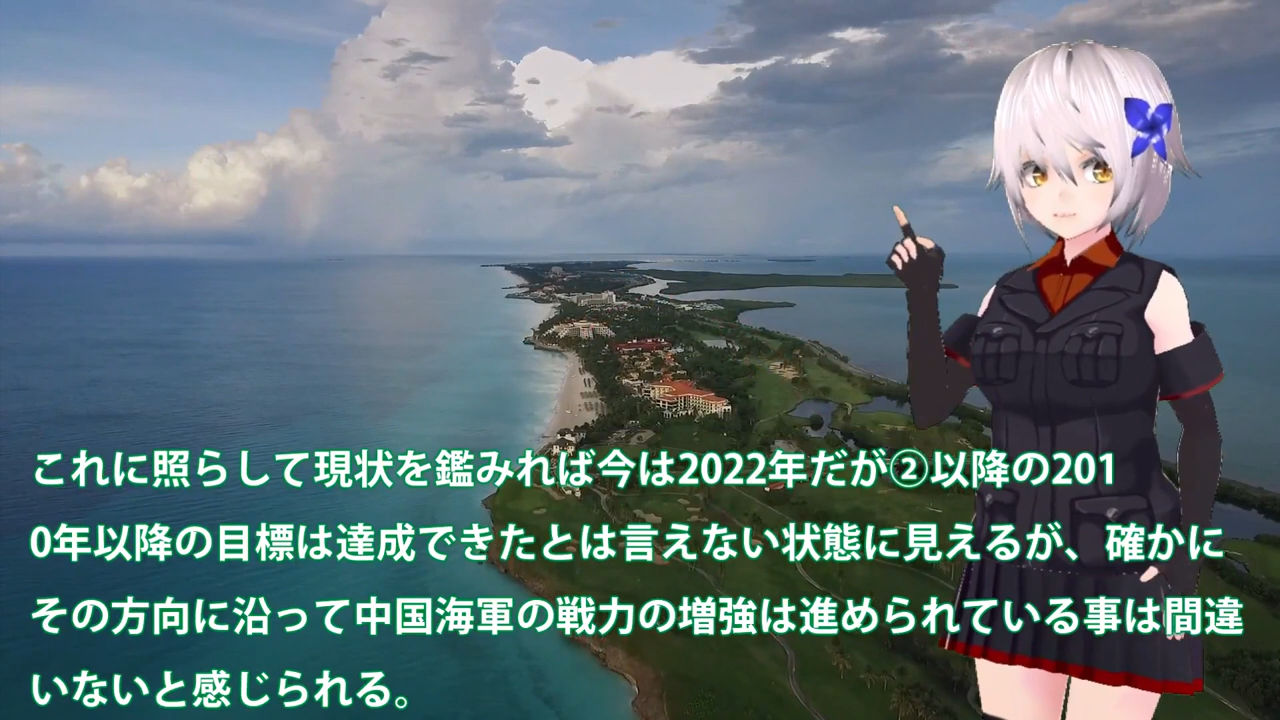 これに照らして現状を鑑みれば今は2022年だが②以降の201
0年以降の目標は達成できたとは言えない状態に見えるが、確かに
その方向に沿って中国海軍の戦力の増強は進められている事は間違
いないと感じられる。